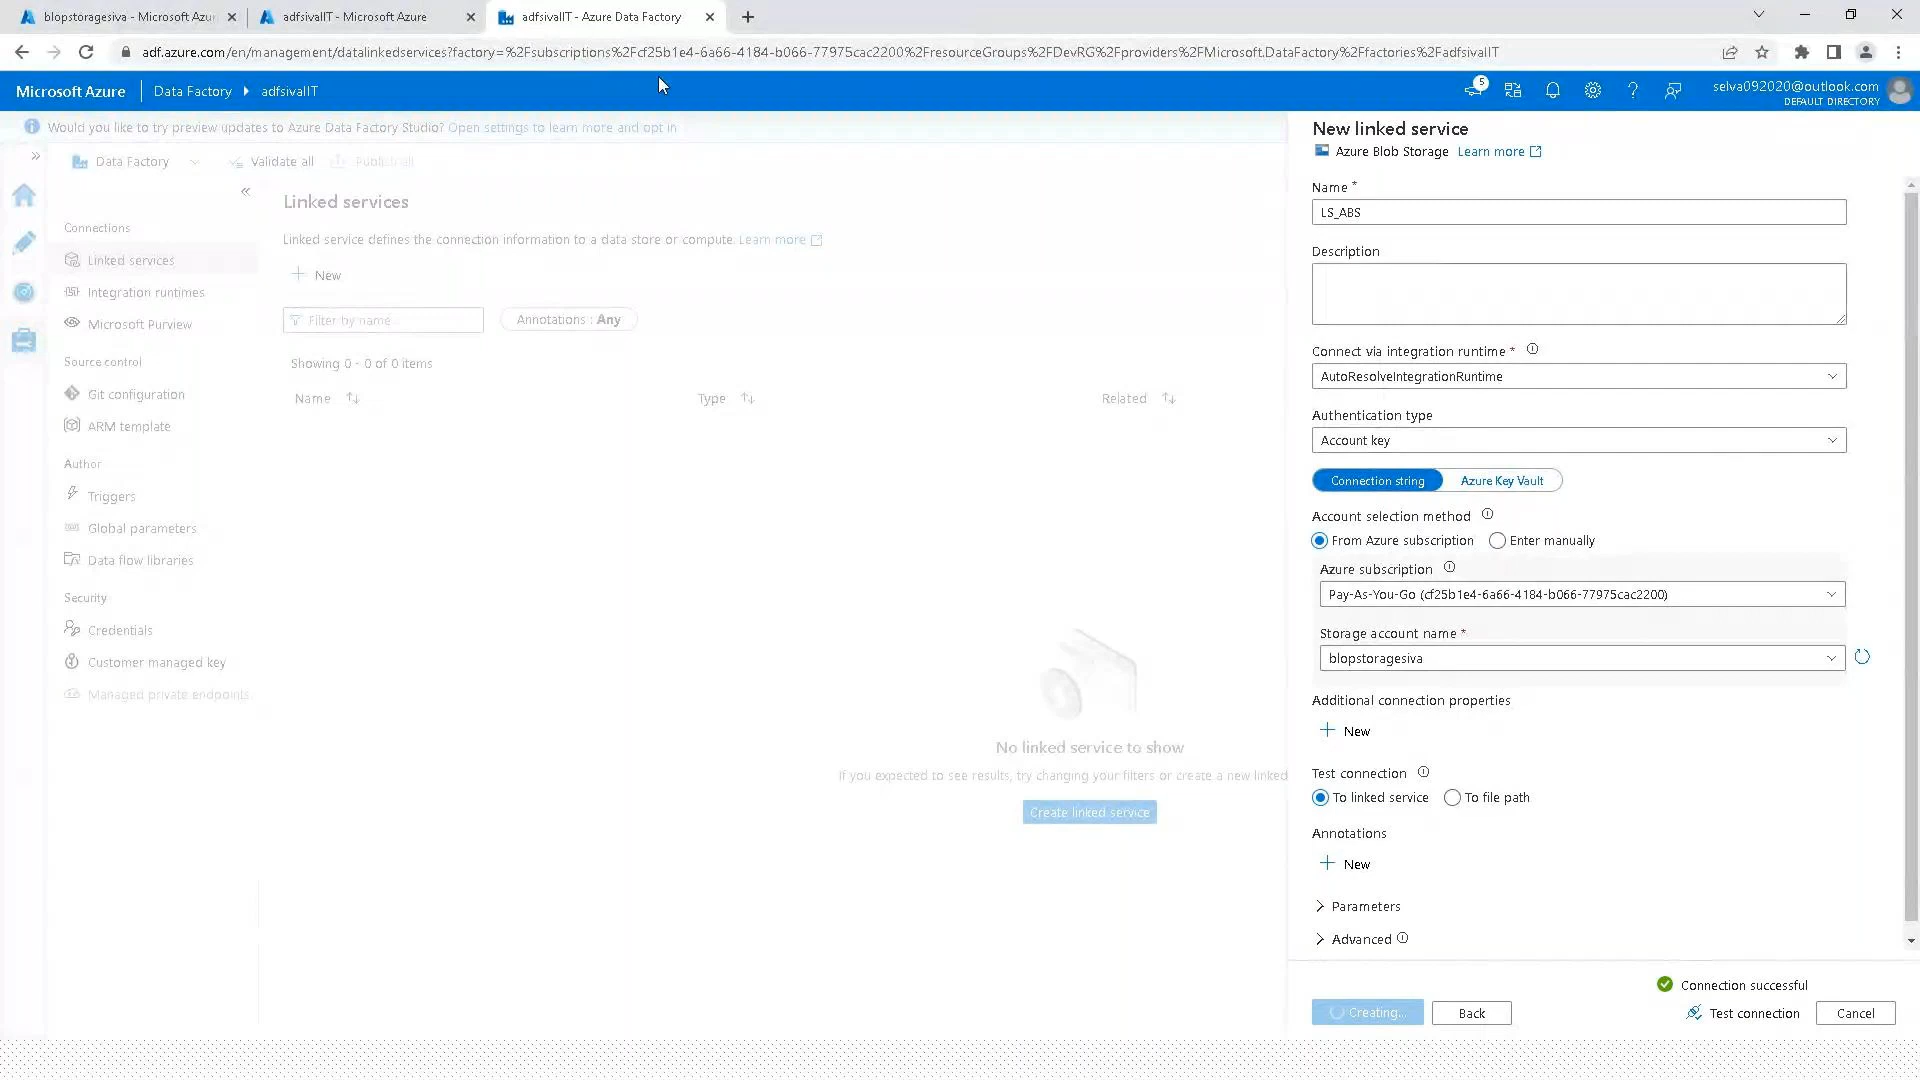 blopstoragesiva - Microsoft Azu
adfsivaIIT - Microsoft Azure
adfsivaIIT - Azure Data Factory
adf.azure.com/en/management/datalinkedservices?factory=%2Fsubscriptions%2Fcf25b1e4-6a66-4184-b066-77975cac2200%2FresourceGroups%2FDevRG%2Fproviders%2FMicrosoft.DataFactory%2Ffactories%2FadfsivaIIT
Microsoft Azure
Data Factory
adfsivaIIT
5
selva092020@outlook.com
DEFAULT DIRECTORY
Would you like to try preview updates to Azure Data Factory Studio? Open settings to learn more and opt in
Data Factory
Validate all
Publish all
Connections
Linked services
Integration runtimes
Microsoft Purview
Source control
Git configuration
ARM template
Author
Triggers
Global parameters
Data flow libraries
Security
Credentials
Customer managed key
Managed private endpoints
Linked services
Linked service defines the connection information to a data store or compute. Learn more
New
Filter by name
Annotations : Any
Showing 0 - 0 of 0 items
Name
Type
Related
No linked service to show
If you expected to see results, try changing your filters or create a new linked
Create linked service
New linked service
Azure Blob Storage Learn more
Name *
LS_ABS
Description
Connect via integration runtime *
AutoResolveIntegrationRuntime
Authentication type
Account key
Connection string
Azure Key Vault
Account selection method
From Azure subscription
Enter manually
Azure subscription
Pay-As-You-Go (cf25b1e4-6a66-4184-b066-77975cac2200)
Storage account name *
blopstoragesiva
Additional connection properties
New
Test connection
To linked service
To file path
Annotations
New
Parameters
Advanced
Connection successful
Creating...
Back
Test connection
Cancel